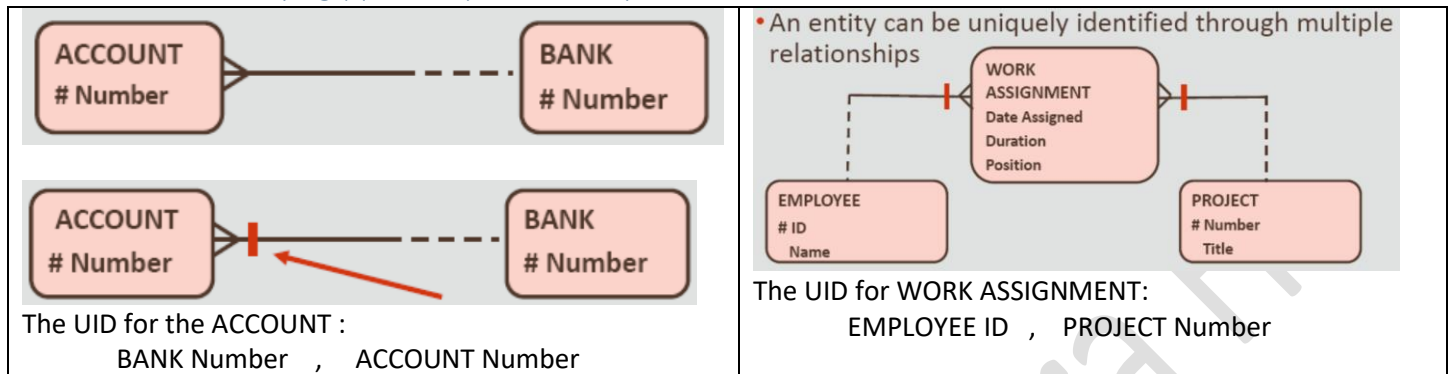 ACCOUNT
# Number
BANK
# Number
ACCOUNT
# Number
BANK
# Number
The UID for the ACCOUNT :
BANK Number , ACCOUNT Number
• An entity can be uniquely identified through multiple
relationships
WORK
ASSIGNMENT
Date Assigned
Duration
Position
EMPLOYEE
# ID
Name
PROJECT
# Number
Title
The UID for WORK ASSIGNMENT:
EMPLOYEE ID , PROJECT Number